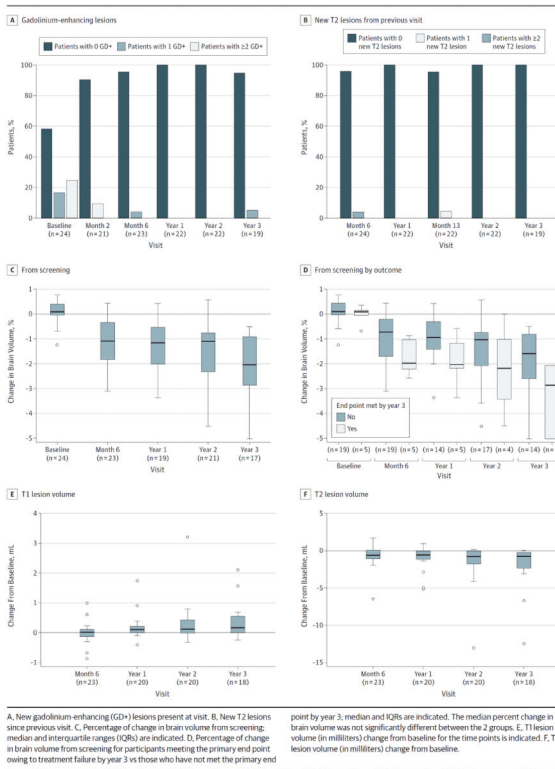 A Gadolinium-enhancing lesions
Patients with 0 GD+ Patients with 1 GD+ Patients with ≥2 GD+
Patients, %
100
80
60
40
20
0
Baseline Month 2 Month 6 Year 1 Year 2 Year 3
(n=24) (n=21) (n=23) (n=22) (n=22) (n=19)
Visit
B New T2 lesions from previous visit
Patients with 0 new T2 lesions Patients with 1 new T2 lesion Patients with ≥2 new T2 lesions
Patients, %
100
80
60
40
20
0
Month 6 Year 1 Month 13 Year 2 Year 3
(n=24) (n=22) (n=22) (n=22) (n=19)
Visit
C From screening
Change in Brain Volume, %
1
0
-1
-2
-3
-4
-5
Baseline Month 6 Year 1 Year 2 Year 3
(n=24) (n=23) (n=19) (n=21) (n=17)
Visit
D From screening by outcome
Change in Brain Volume, %
1
0
-1
-2
-3
-4
-5
End point met by year 3
No
Yes
(n=19) (n=5) (n=19) (n=5) (n=14) (n=5) (n=17) (n=4) (n=14) (n=
Baseline Month 6 Year 1 Year 2 Year 3
Visit
E T1 lesion volume
Change From Baseline, mL
4
3
2
1
0
-1
Month 6 Year 1 Year 2 Year 3
(n=23) (n=20) (n=20) (n=18)
Visit
F T2 lesion volume
Change From Baseline, mL
5
0
-5
-10
-15
Month 6 Year 1 Year 2 Year 3
(n=23) (n=20) (n=20) (n=18)
Visit
A, New gadolinium-enhancing (GD+) lesions present at visit. B, New T2 lesions
since previous visit. C, Percentage of change in brain volume from screening;
median and interquartile ranges (IQRs) are indicated. D, Percentage of change
in brain volume from screening for participants meeting the primary end point
owing to treatment failure by year 3 vs those who have not met the primary end
point by year 3; median and IQRs are indicated. The median percent change in
brain volume was not significantly different between the 2 groups. E, T1 lesion
volume (in milliliters) change from baseline for the time points is indicated. F, T
lesion volume (in milliliters) change from baseline.